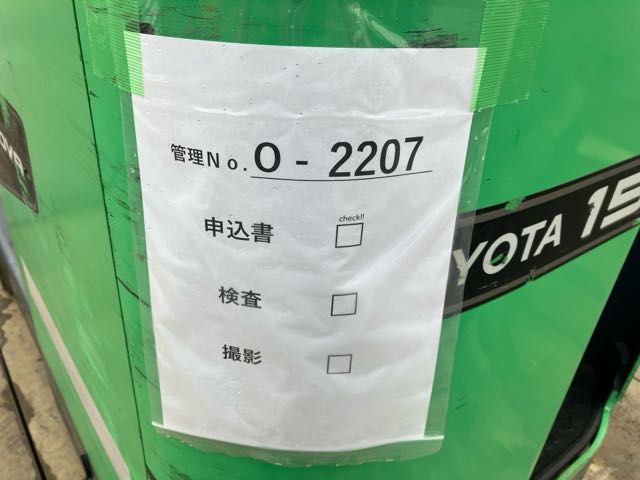 管理No. O - 2207
check!!
申込書
検査
撮影
YOTA 15